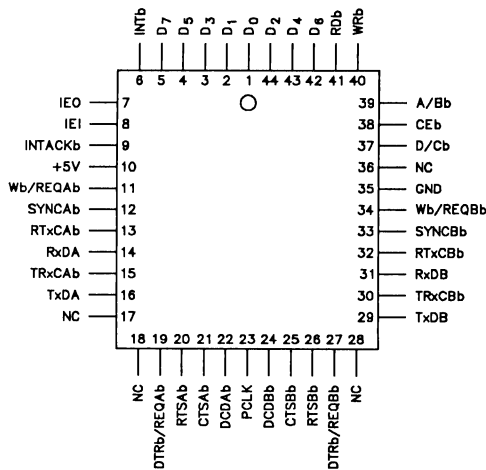 INTb D7 D5 D3 D1 D0 D2 D4 D6 RDb WRb
6 5 4 3 2 1 44 43 42 41 40
IEO 7
IEI 8
INTACKb 9
+5V 10
Wb/REQAb 11
SYNCAb 12
RTxCAb 13
RxDA 14
TRxCAb 15
TxDA 16
NC 17
39 A/Bb
38 CEb
37 D/Cb
36 NC
35 GND
34 Wb/REQBb
33 SYNCBb
32 RTxCBb
31 RxDB
30 TRxCBb
29 TxDB
18 19 20 21 22 23 24 25 26 27 28
NC DTRb/REQAb RTSAb CTSAb DCDAb PCLK DCDBb CTSBb RTSBb DTRb/REQBb NC